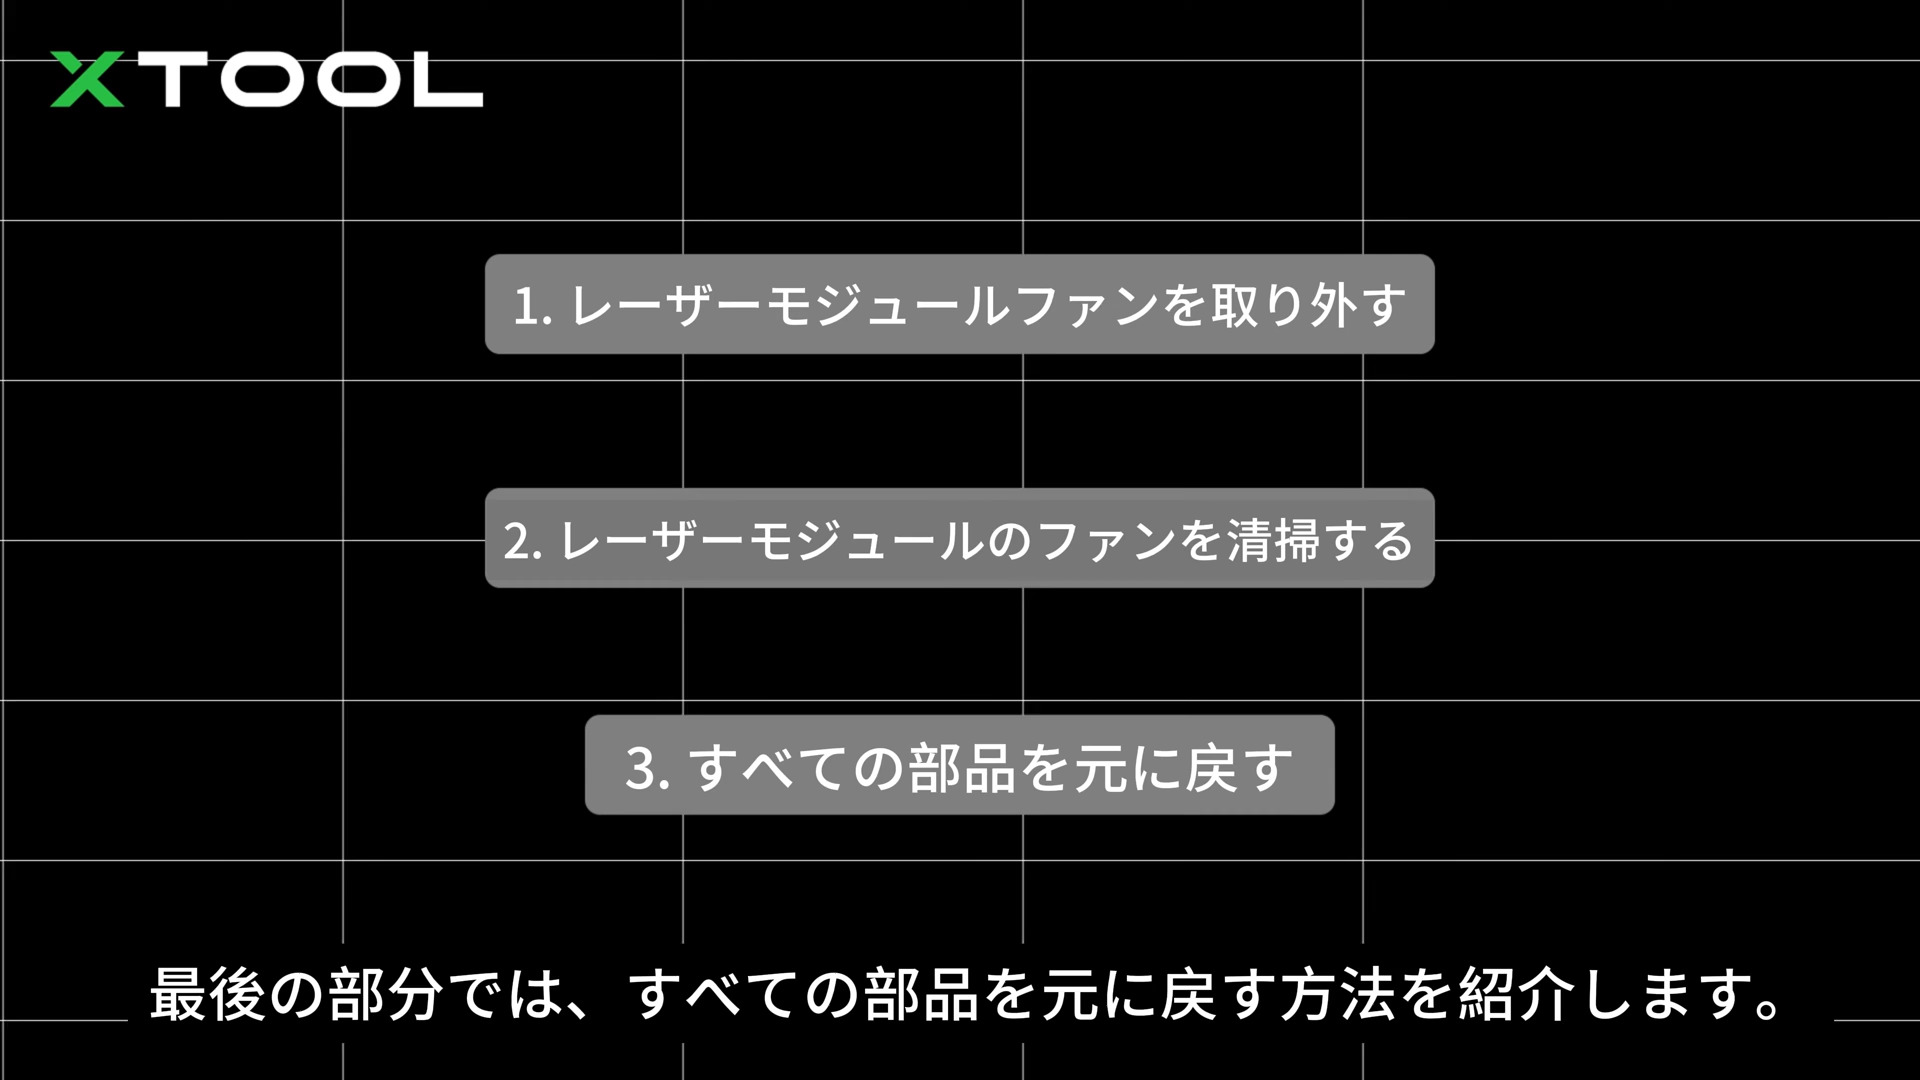 XTOOL
1. レーザーモジュールファンを取り外す
2. レーザーモジュールのファンを清掃する
3. すべての部品を元に戻す
最後の部分では、すべての部品を元に戻す方法を紹介します。